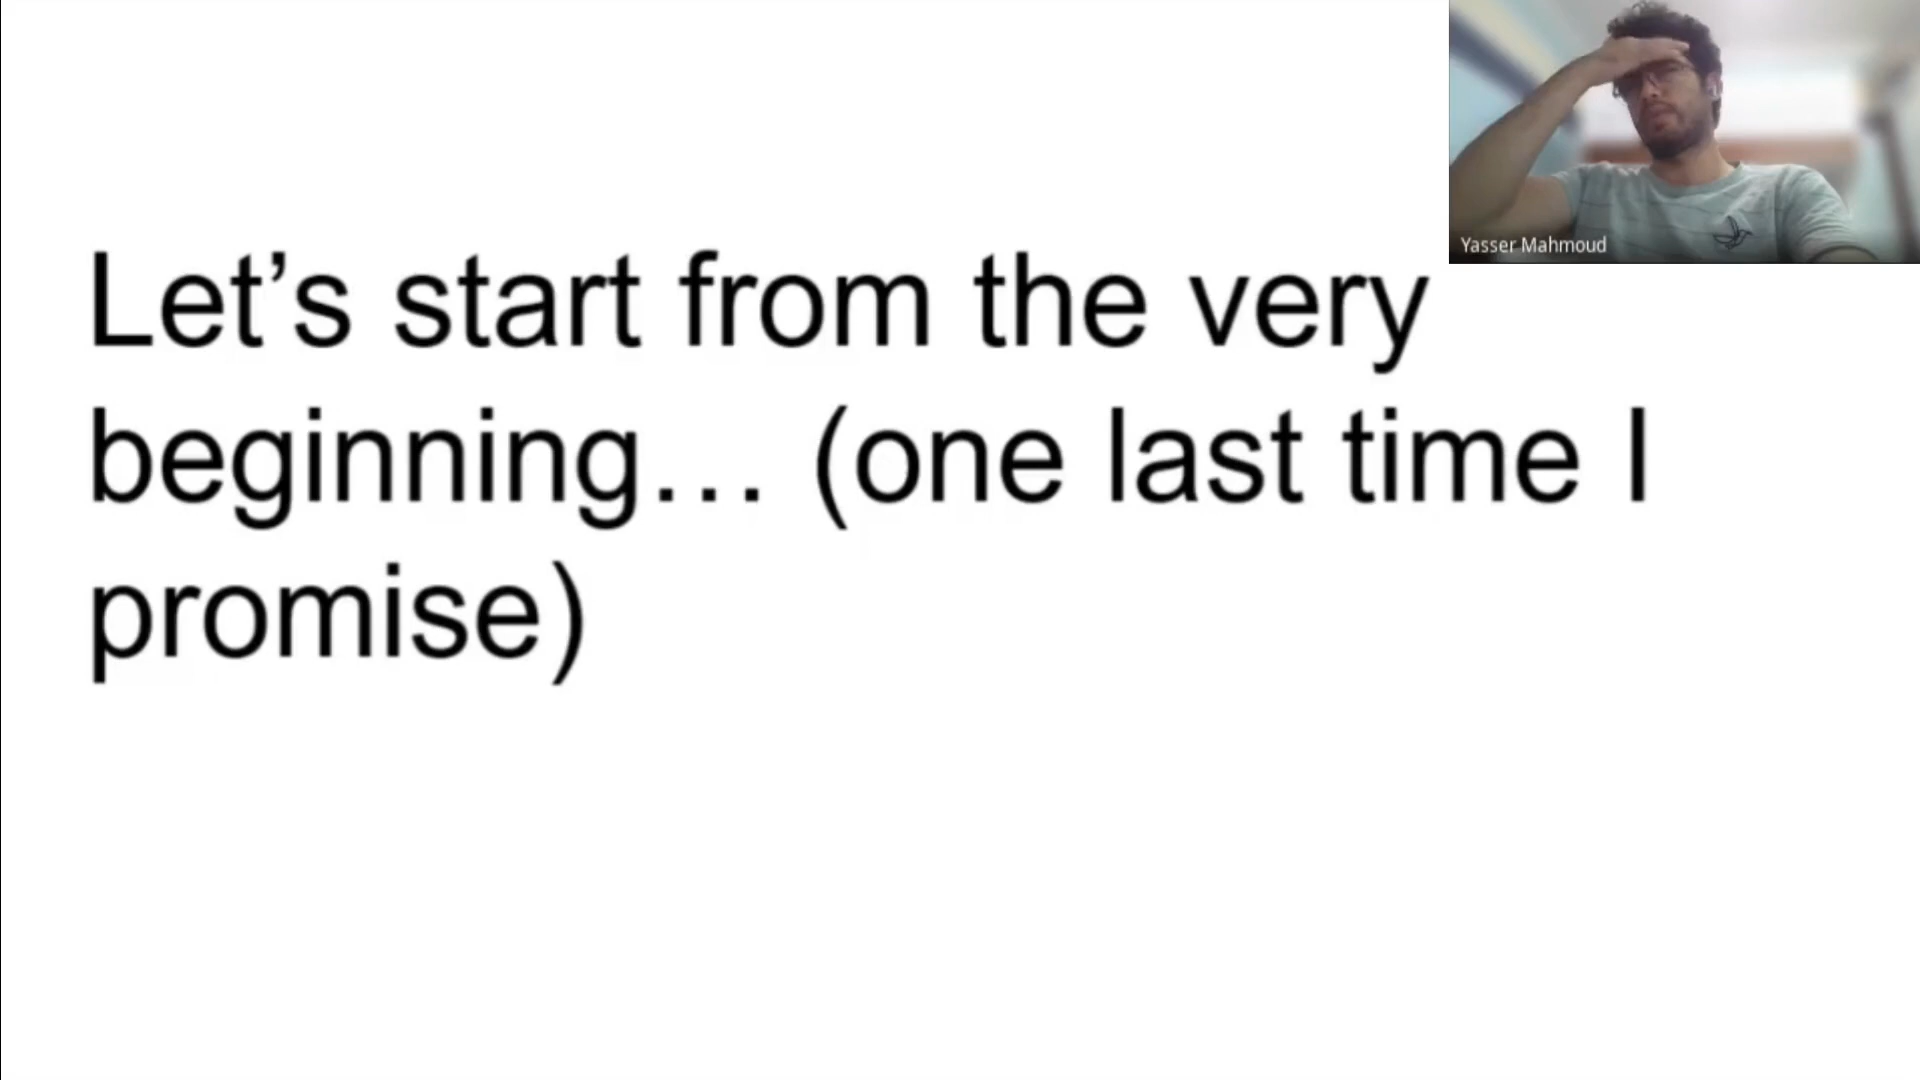 Let’s start from the very
beginning… (one last time I
promise)
Yasser Mahmoud